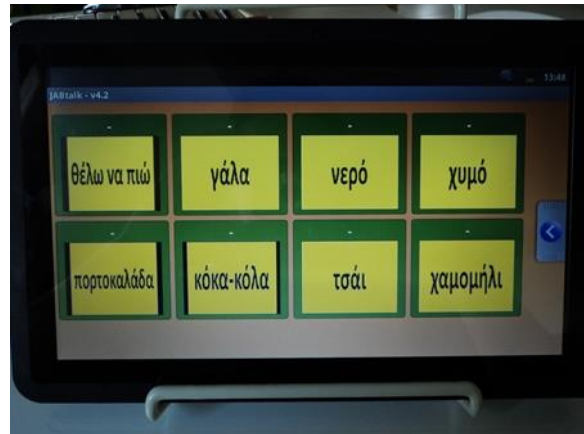 13:48
JABtalk - v4.2
θέλω να πιώ
γάλα
νερό
χυμό
πορτοκαλάδα
κόκα-κόλα
τσάι
χαμομήλι